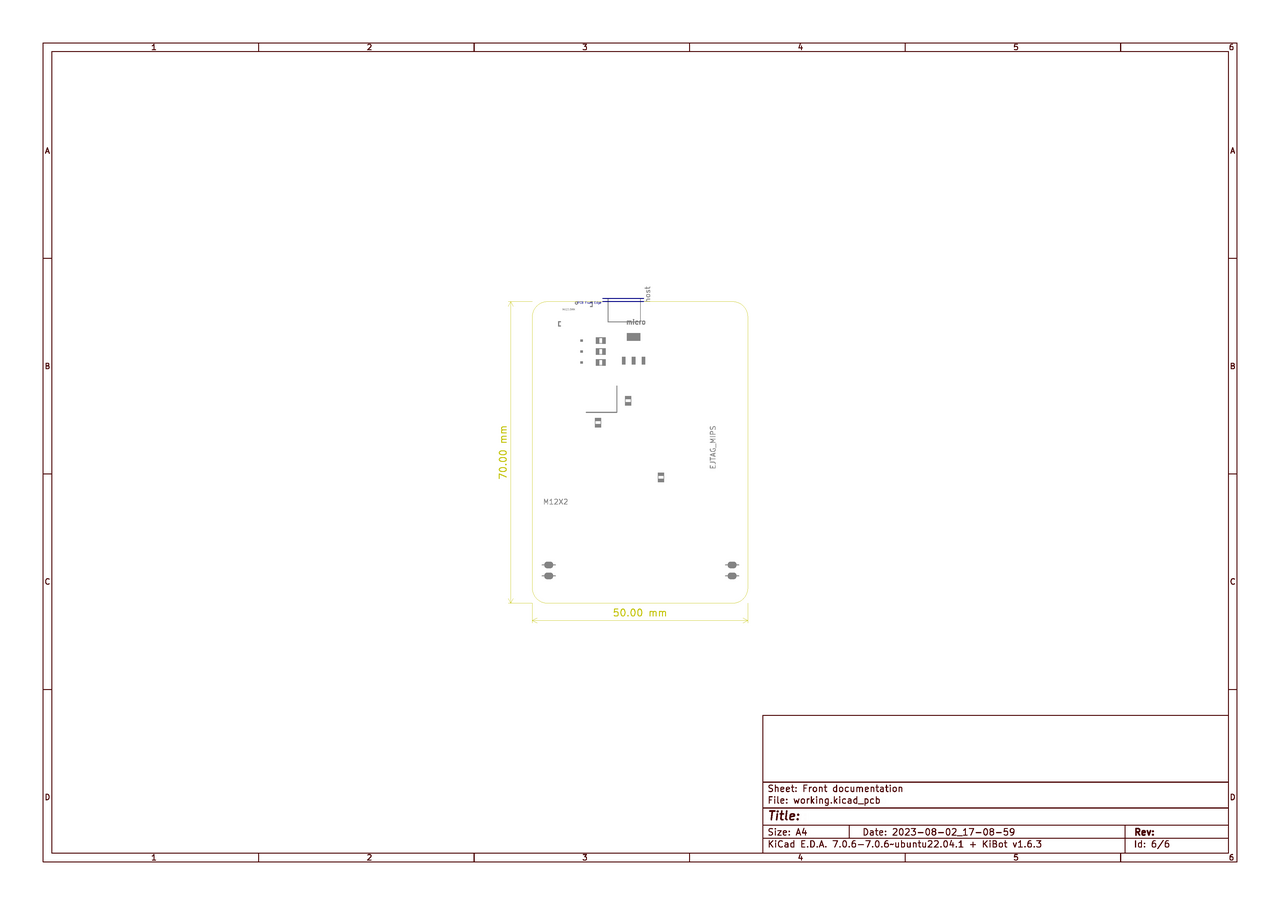 1 2 3 4 5 6
A A
host
micro
B B
EJTAG_MIPS
70.00 mm
M12X2
C C
50.00 mm
D D
Sheet: Front documentation
File: working.kicad_pcb
Title:
Size: A4 Date: 2023-08-02_17-08-59 Rev:
KiCad E.D.A. 7.0.6-7.0.6~ubuntu22.04.1 + KiBot v1.6.3 Id: 6/6
1 2 3 4 5 6